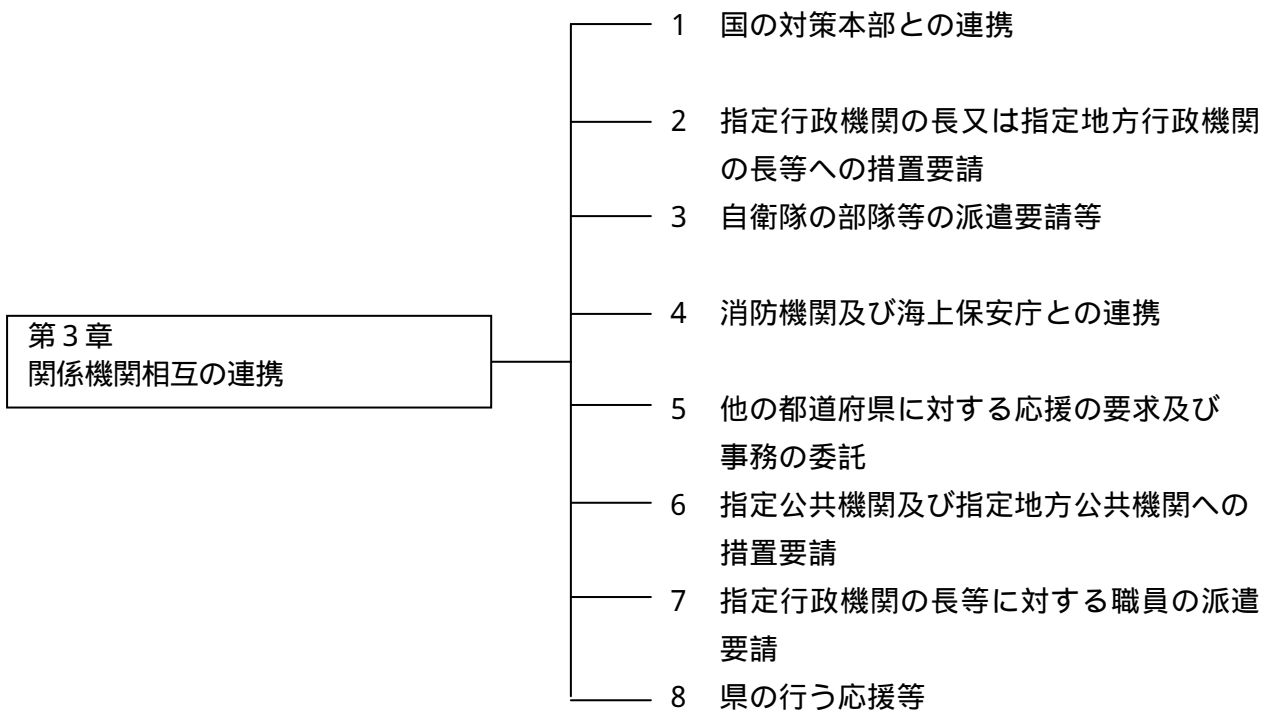 1 国の対策本部との連携
2 指定行政機関の長又は指定地方行政機関
の長等への措置要請
3 自衛隊の部隊等の派遣要請等
4 消防機関及び海上保安庁との連携
第3章
関係機関相互の連携
5 他の都道府県に対する応援の要求及び
事務の委託
6 指定公共機関及び指定地方公共機関への
措置要請
7 指定行政機関の長等に対する職員の派遣
要請
8 県の行う応援等